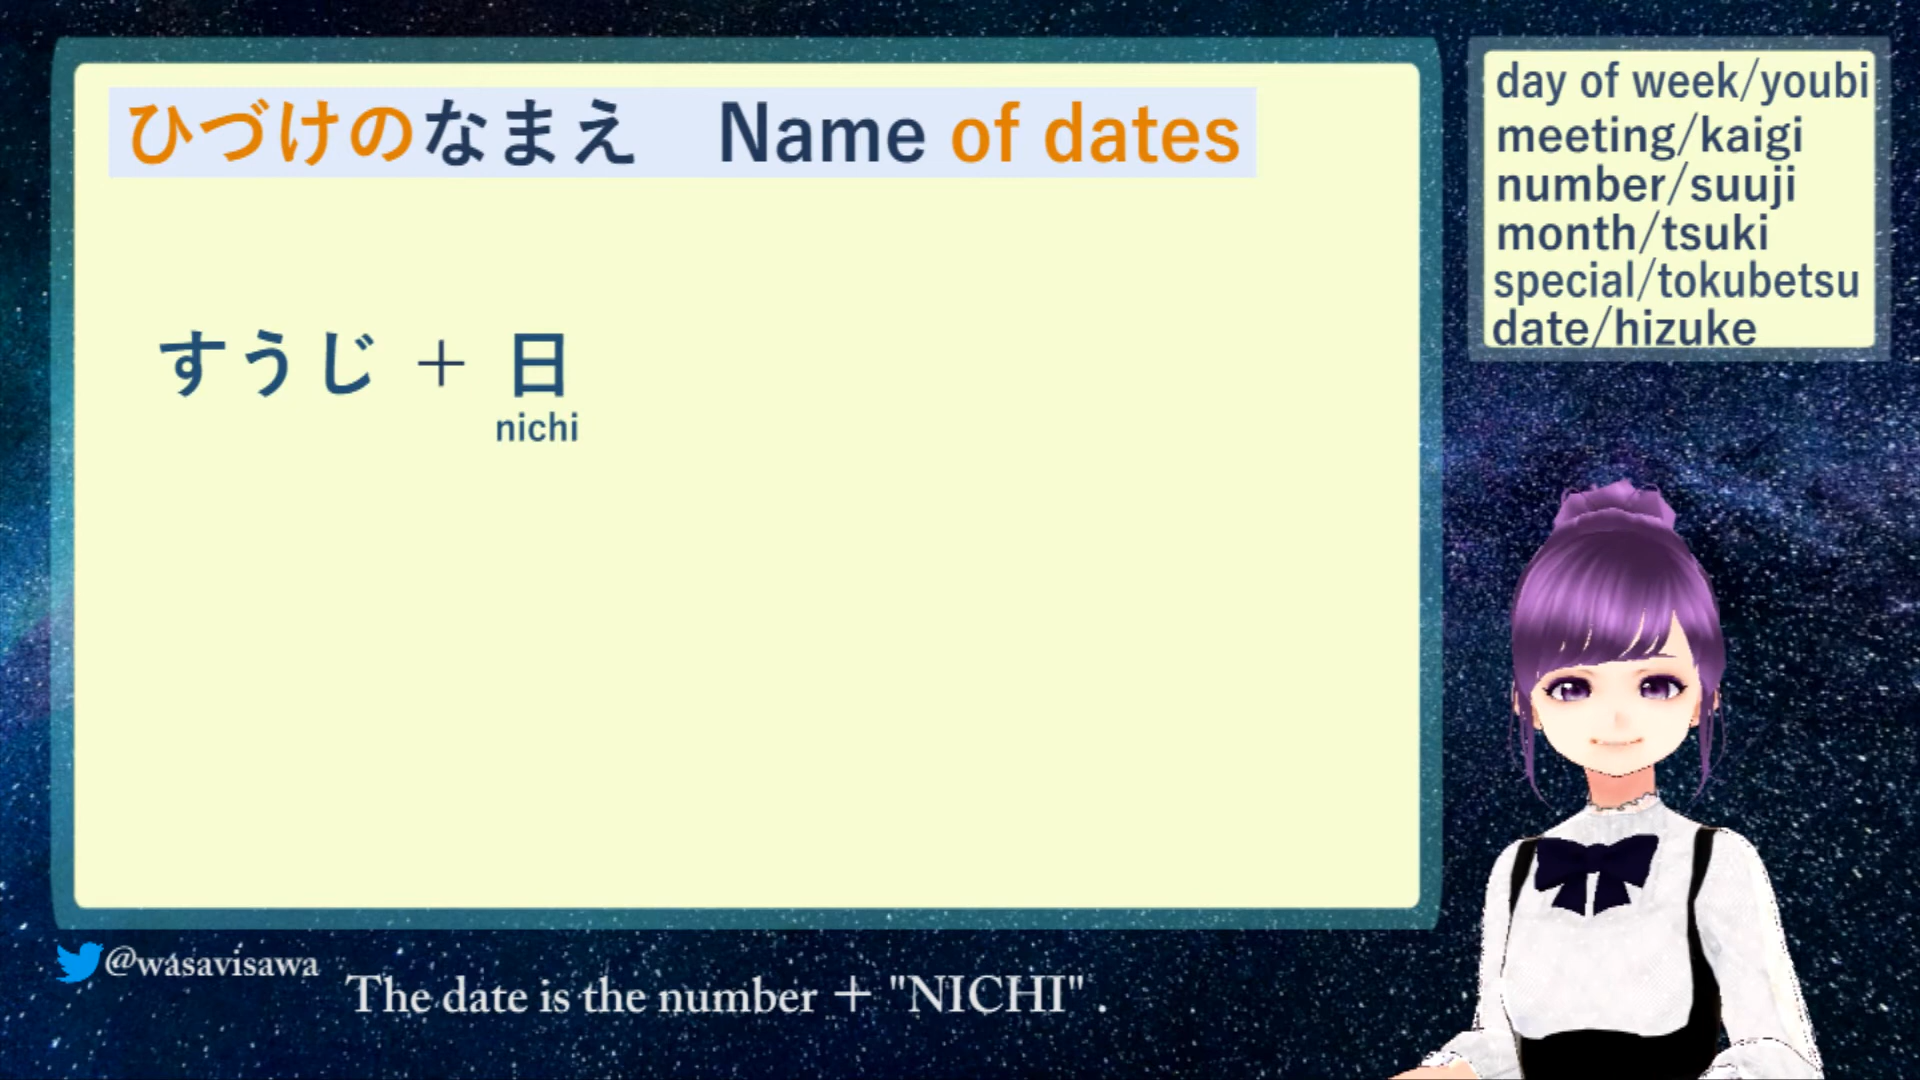 ひづけのなまえ　Name of dates
すうじ + 日
nichi
day of week/youbi
meeting/kaigi
number/suuji
month/tsuki
special/tokubetsu
date/hizuke
@wasavisawa
The date is the number + "NICHI" .